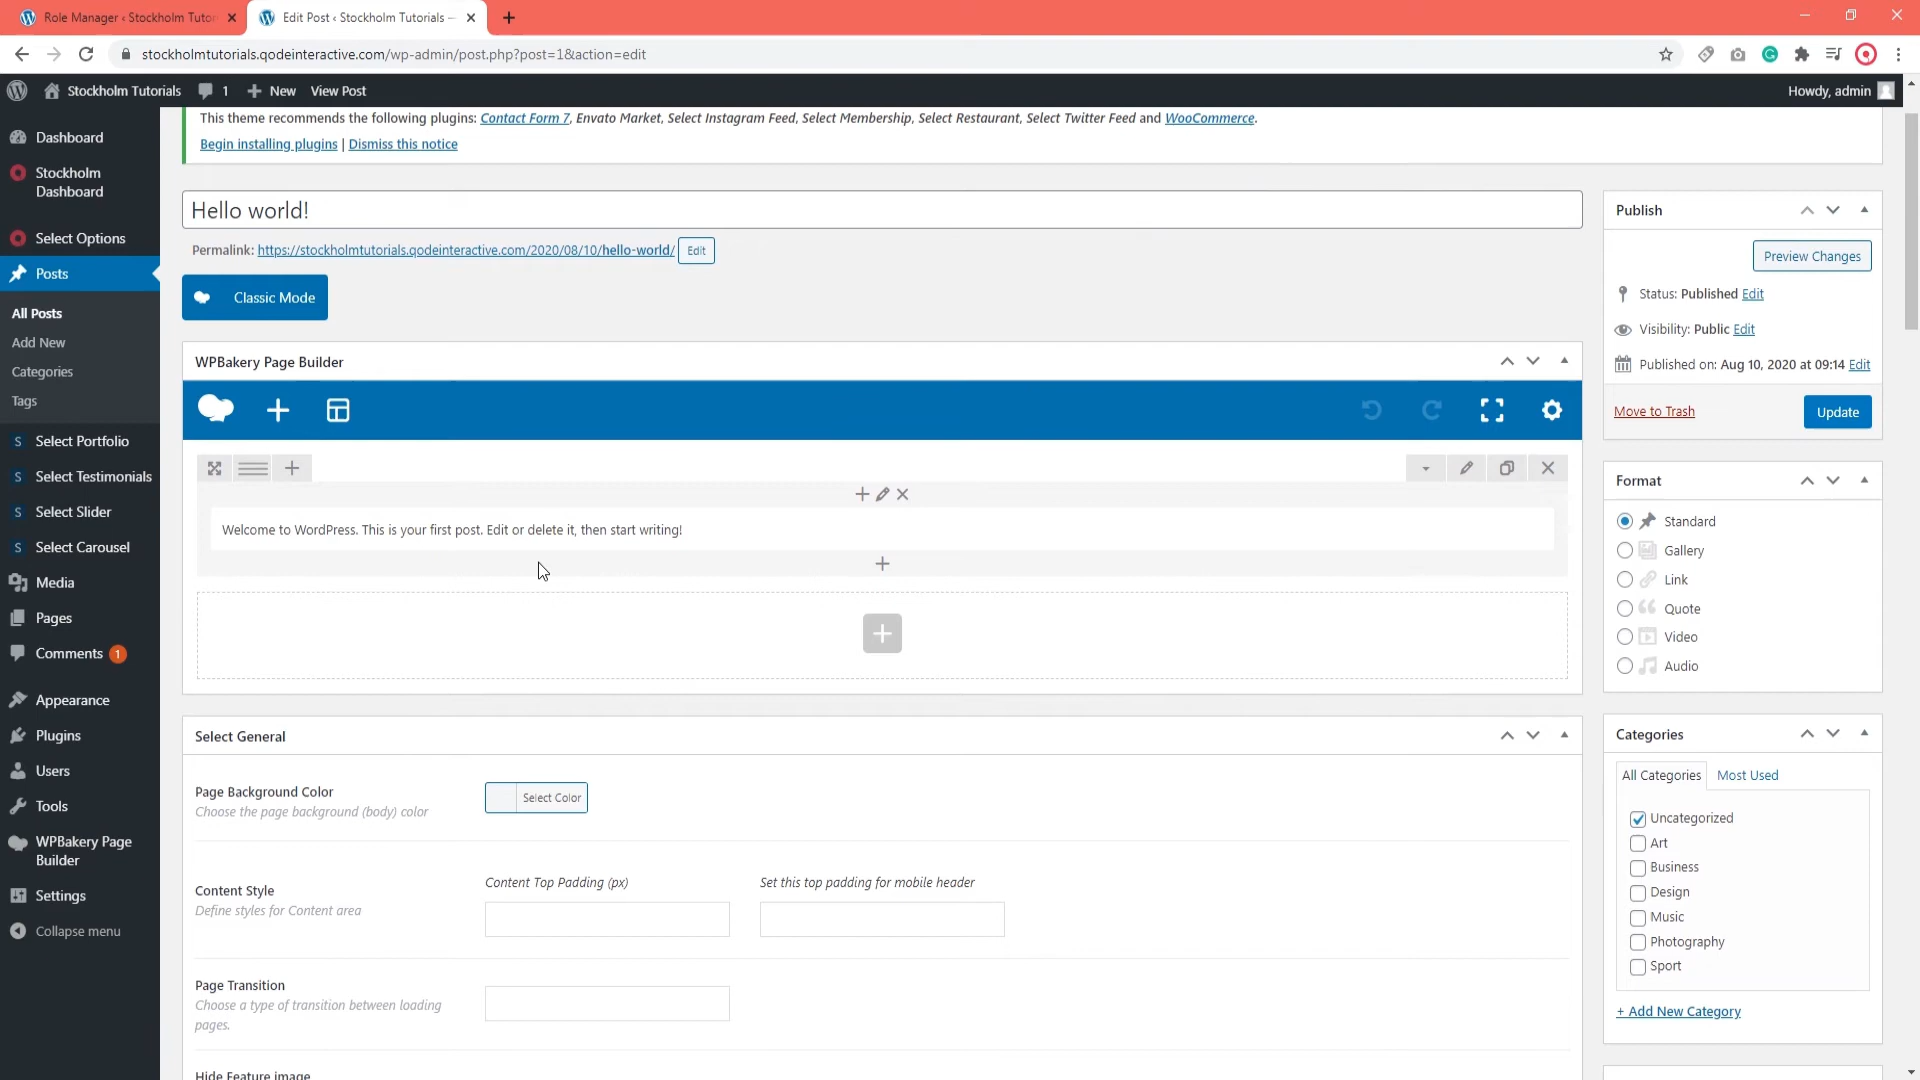 Role Manager ‹ Stockholm Tutor
Edit Post ‹ Stockholm Tutorials —
stockholmtutorials.qodeinteractive.com/wp-admin/post.php?post=1&action=edit
Stockholm Tutorials
1
New
View Post
Howdy, admin
This theme recommends the following plugins: Contact Form 7, Envato Market, Select Instagram Feed, Select Membership, Select Restaurant, Select Twitter Feed and WooCommerce.
Begin installing plugins | Dismiss this notice
Dashboard
Stockholm
Dashboard
Select Options
Posts
All Posts
Add New
Categories
Tags
Select Portfolio
Select Testimonials
Select Slider
Select Carousel
Media
Pages
Comments 1
Appearance
Plugins
Users
Tools
WPBakery Page
Builder
Settings
Collapse menu
Hello world!
Permalink: https://stockholmtutorials.qodeinteractive.com/2020/08/10/hello-world/ Edit
Classic Mode
WPBakery Page Builder
Welcome to WordPress. This is your first post. Edit or delete it, then start writing!
Select General
Page Background Color
Choose the page background (body) color
Select Color
Content Style
Define styles for Content area
Content Top Padding (px)
Set this top padding for mobile header
Page Transition
Choose a type of transition between loading
pages.
Hide Feature image
Publish
Preview Changes
Status: Published Edit
Visibility: Public Edit
Published on: Aug 10, 2020 at 09:14 Edit
Move to Trash
Update
Format
Standard
Gallery
Link
Quote
Video
Audio
Categories
All Categories
Most Used
Uncategorized
Art
Business
Design
Music
Photography
Sport
+ Add New Category